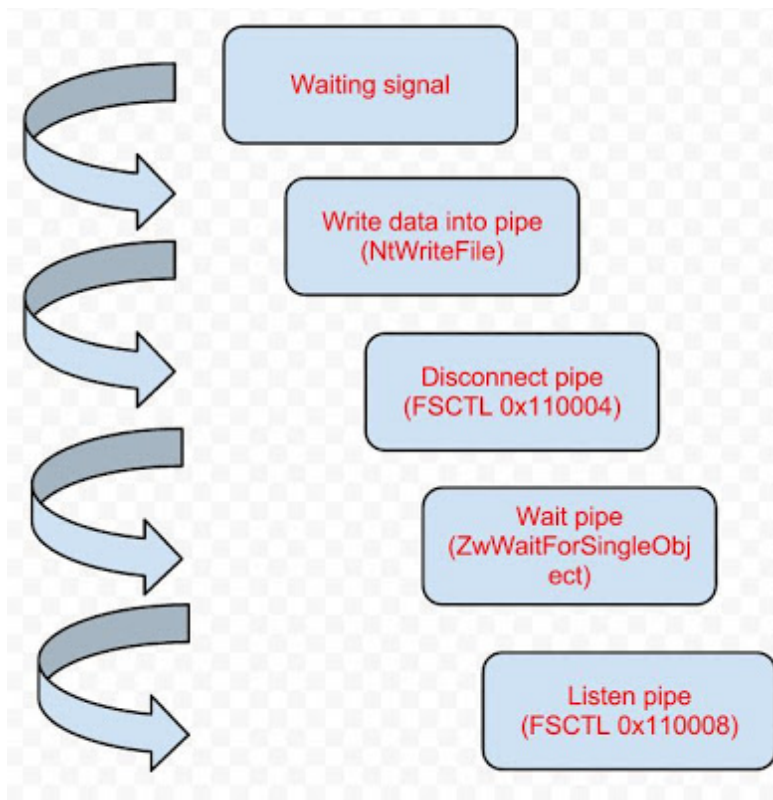 Waiting signal
Write data into pipe
(NtWriteFile)
Disconnect pipe
(FSCTL 0x110004)
Wait pipe
(ZwWaitForSingleObj
ect)
Listen pipe
(FSCTL 0x110008)